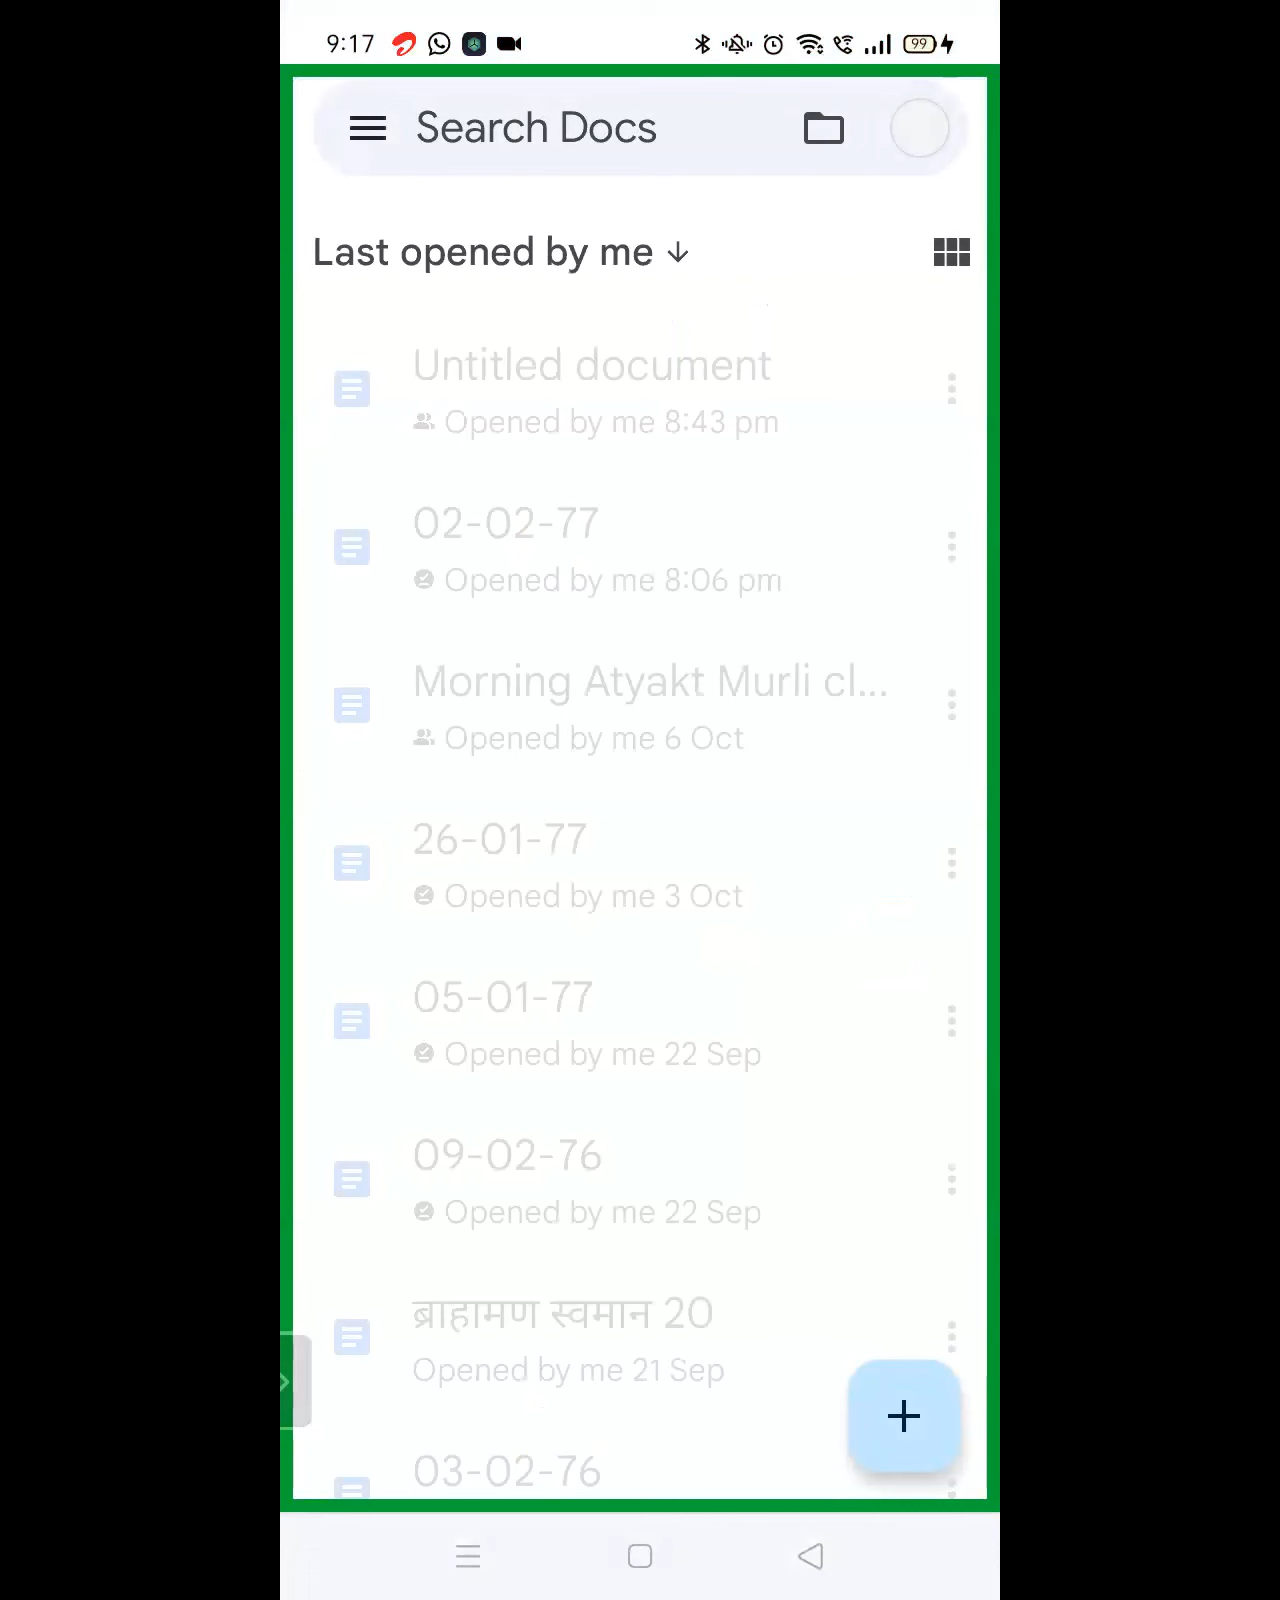 9:17
99
Search Docs
Last opened by me
Untitled document
Opened by me 8:43 pm
02-02-77
Opened by me 8:06 pm
Morning Atyakt Murli cl...
Opened by me 6 Oct
26-01-77
Opened by me 3 Oct
05-01-77
Opened by me 22 Sep
09-02-76
Opened by me 22 Sep
ब्राहामण स्वमान 20
Opened by me 21 Sep
03-02-76